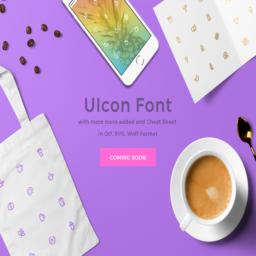 UIcon Font
with more icons added and Cheat Sheet
in Otf, SVG, Woff Format
COMING SOON